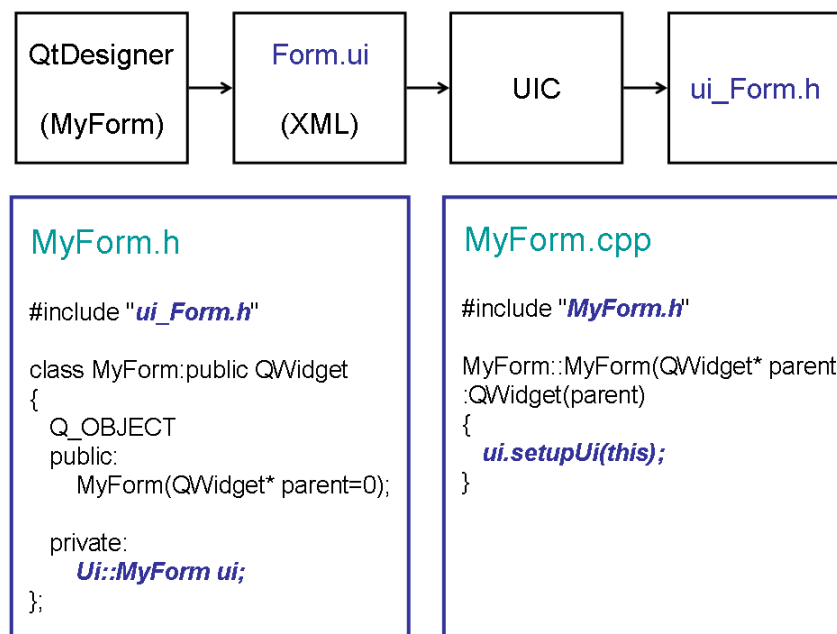 QtDesigner
(MyForm)
Form.ui
(XML)
UIC
ui_Form.h
MyForm.h
#include "ui_Form.h"
class MyForm:public QWidget
{
Q_OBJECT
public:
MyForm(QWidget* parent=0);
private:
Ui::MyForm ui;
};
MyForm.cpp
#include "MyForm.h"
MyForm::MyForm(QWidget* parent
:QWidget(parent)
{
ui.setupUi(this);
}